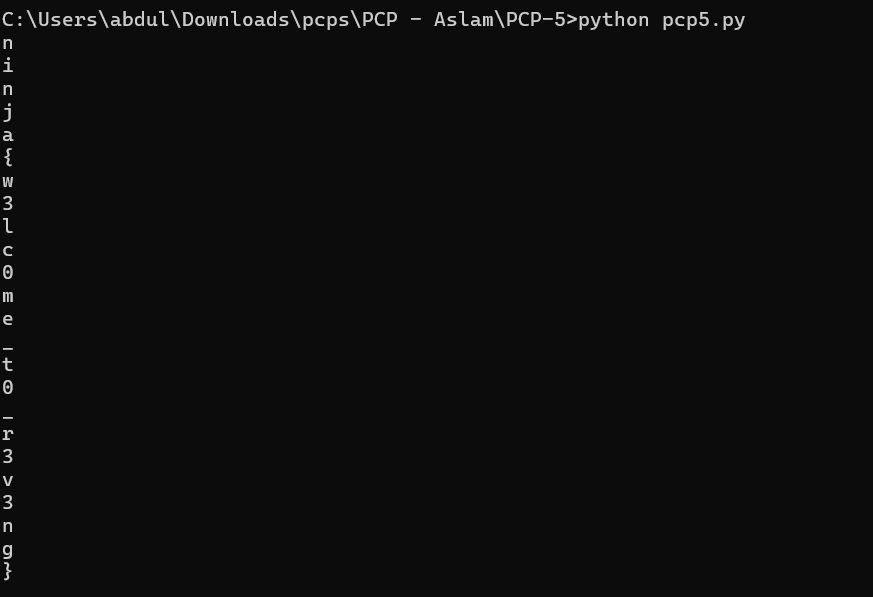 C:\Users\abdul\Downloads\pcps\PCP - Aslam\PCP-5>python pcp5.py
n
i
n
j
a
{
w
3
l
c
0
m
e
_
t
0
_
r
3
v
3
n
g
}